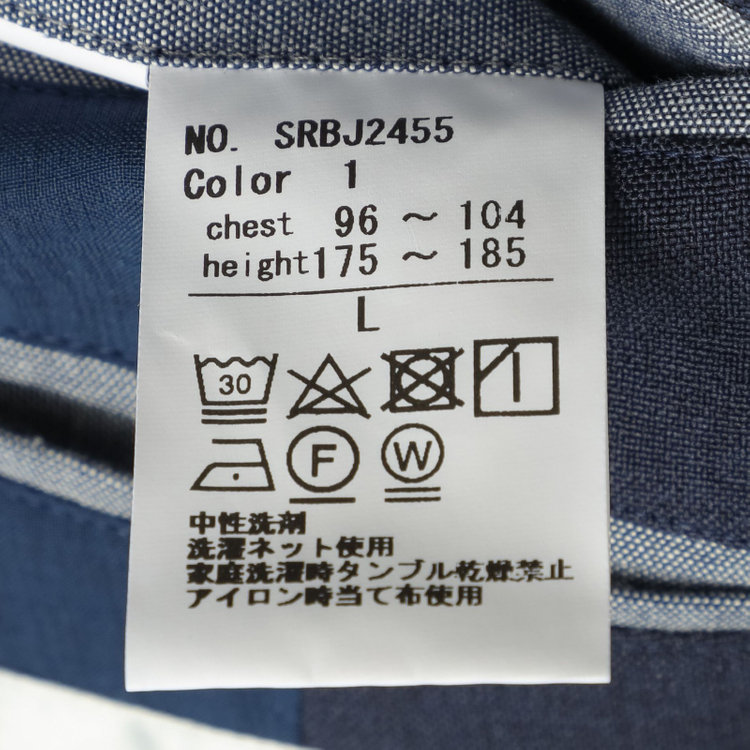 NO. SRBJ2455
Color 1
chest 96 ～ 104
height 175 ～ 185
L
30
F W
中性洗剤
洗濯ネット使用
家庭洗濯時タンブル乾燥禁止
アイロン時当て布使用